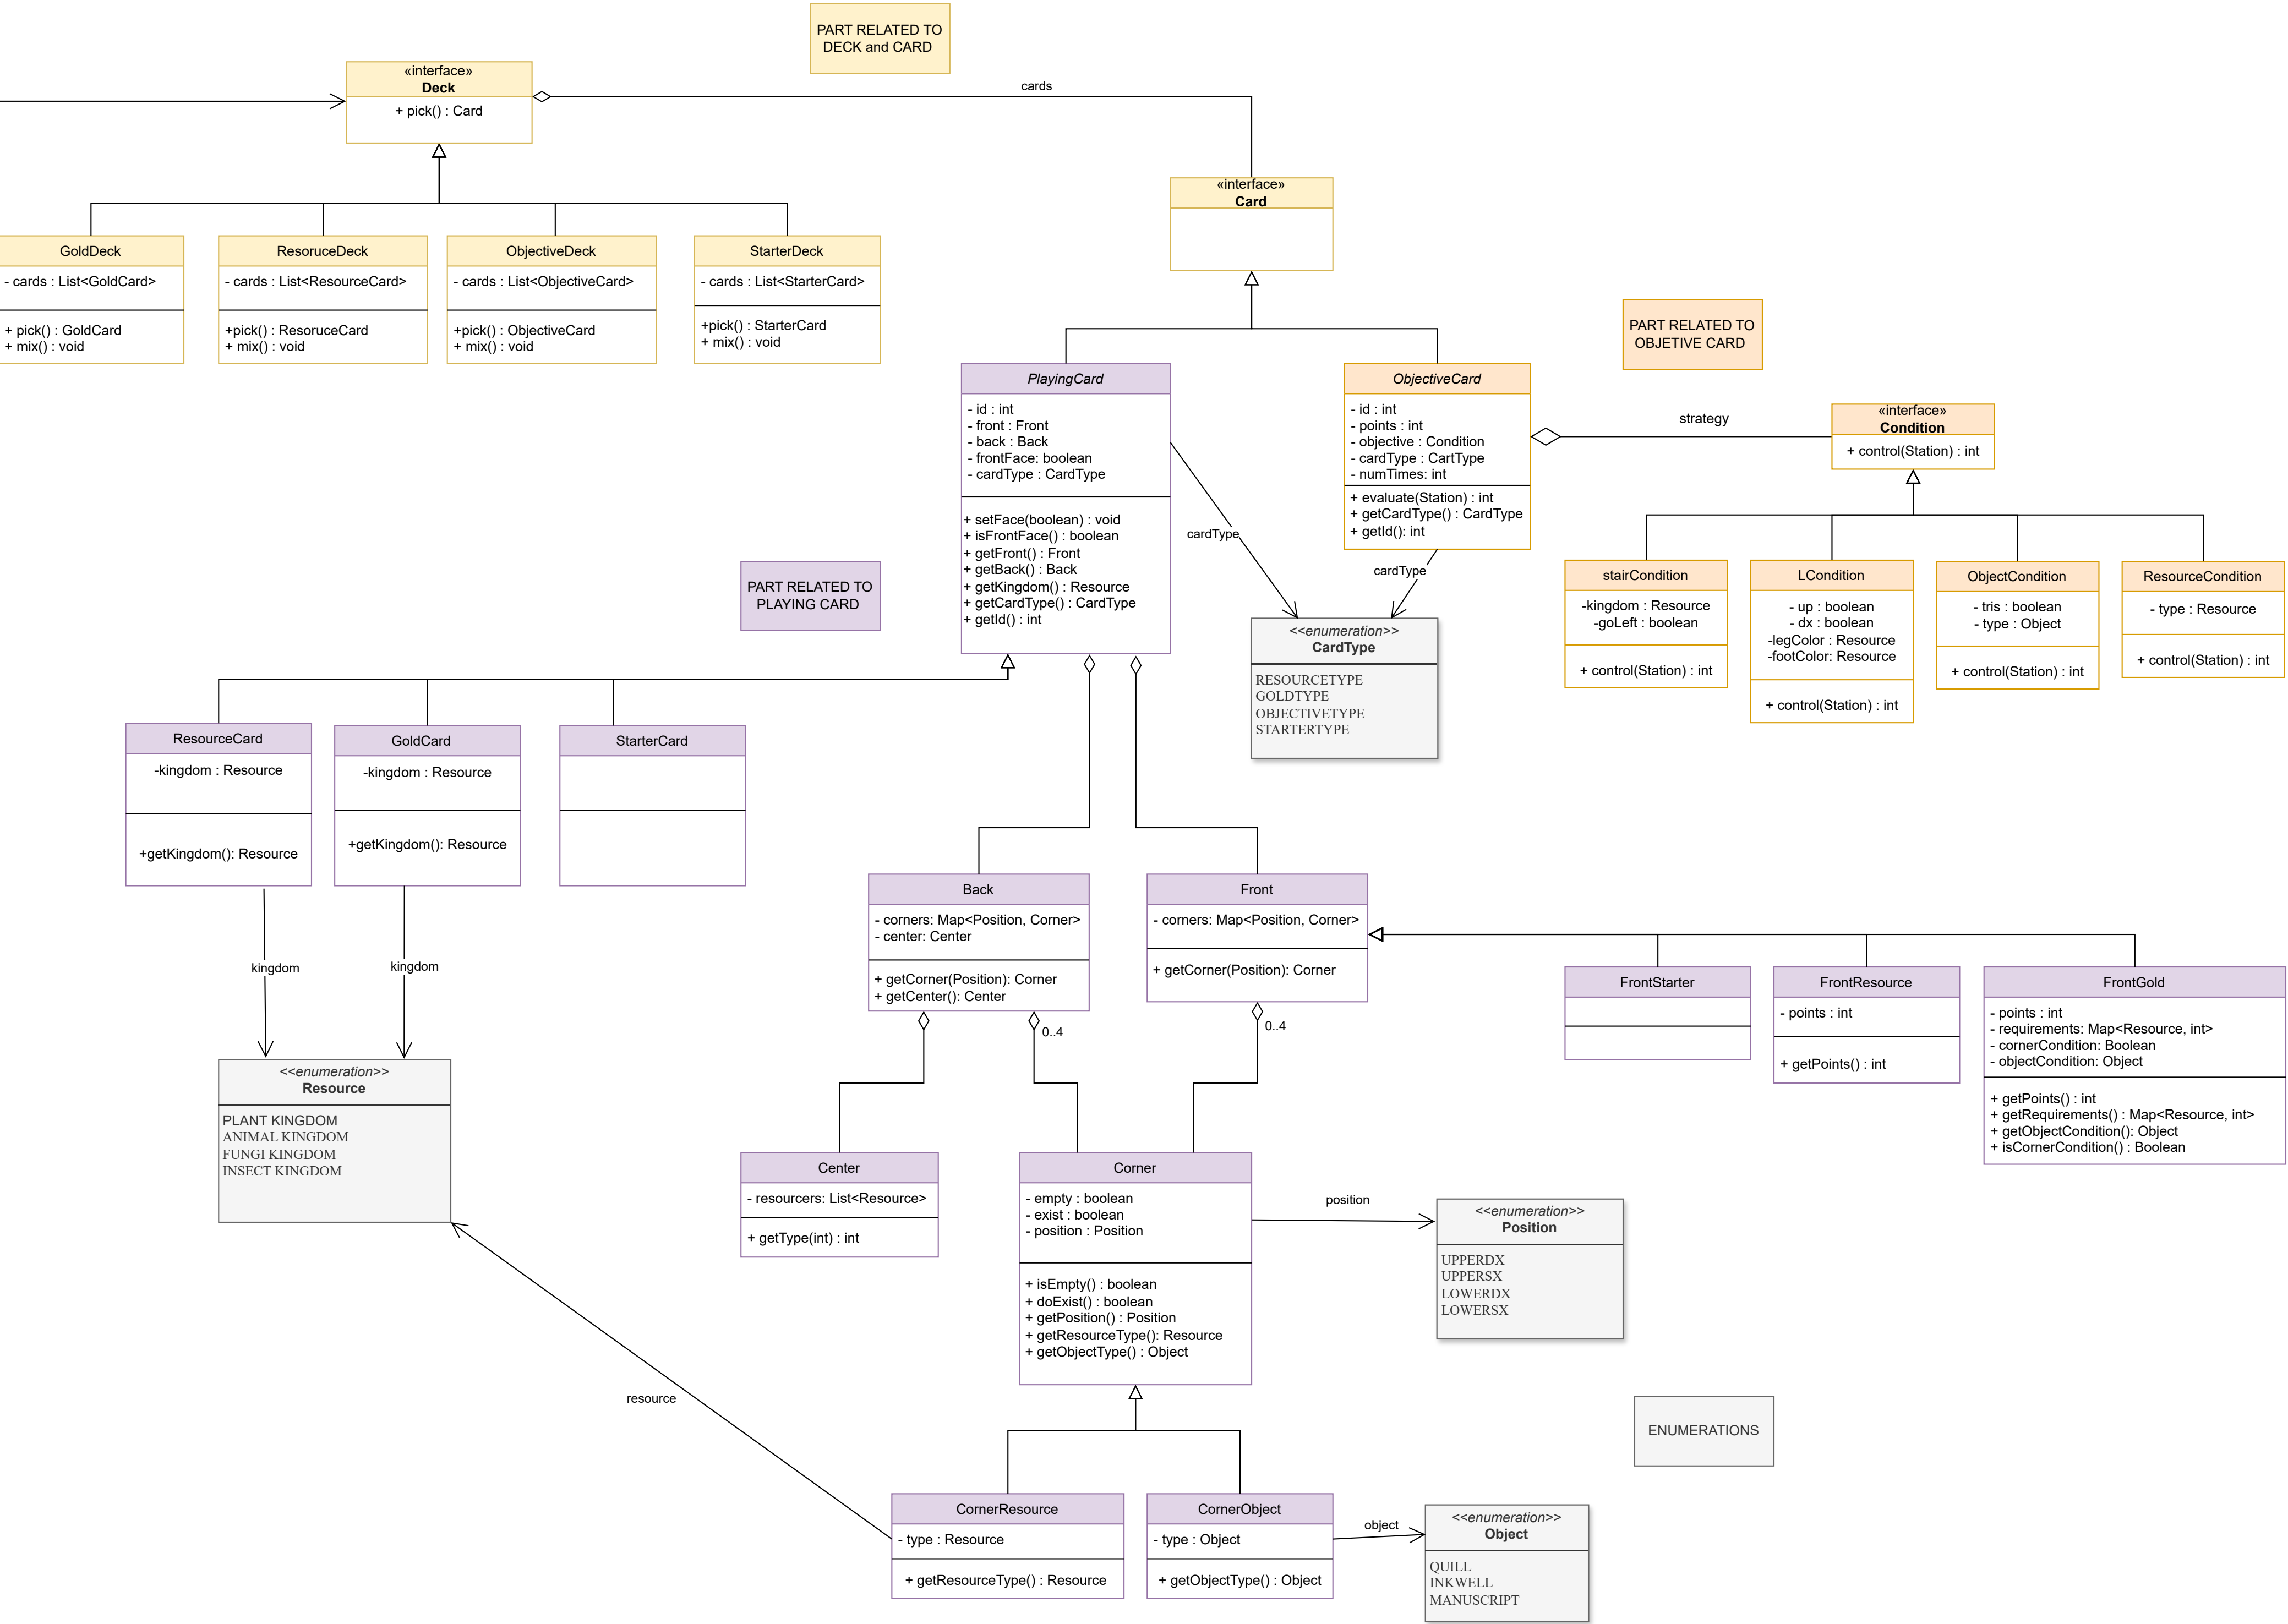 PART RELATED TO
DECK and CARD
«interface»
Deck
+ pick() : Card
cards
«interface»
Card
GoldDeck
- cards : List<GoldCard>
+ pick() : GoldCard
+ mix() : void
ResoruceDeck
- cards : List<ResourceCard>
+pick() : ResoruceCard
+ mix() : void
ObjectiveDeck
- cards : List<ObjectiveCard>
+pick() : ObjectiveCard
+ mix() : void
StarterDeck
- cards : List<StarterCard>
+pick() : StarterCard
+ mix() : void
PART RELATED TO
OBJETIVE CARD
PlayingCard
- id : int
- front : Front
- back : Back
- frontFace: boolean
- cardType : CardType
+ setFace(boolean) : void
+ isFrontFace() : boolean
+ getFront() : Front
+ getBack() : Back
+ getKingdom() : Resource
+ getCardType() : CardType
+ getId() : int
ObjectiveCard
- id : int
- points : int
- objective : Condition
- cardType : CartType
- numTimes: int
+ evaluate(Station) : int
+ getCardType() : CardType
+ getId(): int
strategy
«interface»
Condition
+ control(Station) : int
cardType
cardType
stairCondition
-kingdom : Resource
-goLeft : boolean
+ control(Station) : int
LCondition
- up : boolean
- dx : boolean
-legColor : Resource
-footColor: Resource
+ control(Station) : int
ObjectCondition
- tris : boolean
- type : Object
+ control(Station) : int
ResourceCondition
- type : Resource
+ control(Station) : int
PART RELATED TO
PLAYING CARD
<<enumeration>>
CardType
RESOURCETYPE
GOLDTYPE
OBJECTIVETYPE
STARTERTYPE
ResourceCard
-kingdom : Resource
+getKingdom(): Resource
GoldCard
-kingdom : Resource
+getKingdom(): Resource
StarterCard
Back
- corners: Map<Position, Corner>
- center: Center
+ getCorner(Position): Corner
+ getCenter(): Center
Front
- corners: Map<Position, Corner>
+ getCorner(Position): Corner
kingdom
kingdom
0..4
0..4
FrontStarter
FrontResource
- points : int
+ getPoints() : int
FrontGold
- points : int
- requirements: Map<Resource, int>
- cornerCondition: Boolean
- objectCondition: Object
+ getPoints() : int
+ getRequirements() : Map<Resource, int>
+ getObjectCondition(): Object
+ isCornerCondition() : Boolean
<<enumeration>>
Resource
PLANT KINGDOM
ANIMAL KINGDOM
FUNGI KINGDOM
INSECT KINGDOM
Center
- resourcers: List<Resource>
+ getType(int) : int
Corner
- empty : boolean
- exist : boolean
- position : Position
+ isEmpty() : boolean
+ doExist() : boolean
+ getPosition() : Position
+ getResourceType(): Resource
+ getObjectType() : Object
position
<<enumeration>>
Position
UPPERDX
UPPERSX
LOWERDX
LOWERSX
resource
ENUMERATIONS
CornerResource
- type : Resource
+ getResourceType() : Resource
CornerObject
- type : Object
+ getObjectType() : Object
object
<<enumeration>>
Object
QUILL
INKWELL
MANUSCRIPT